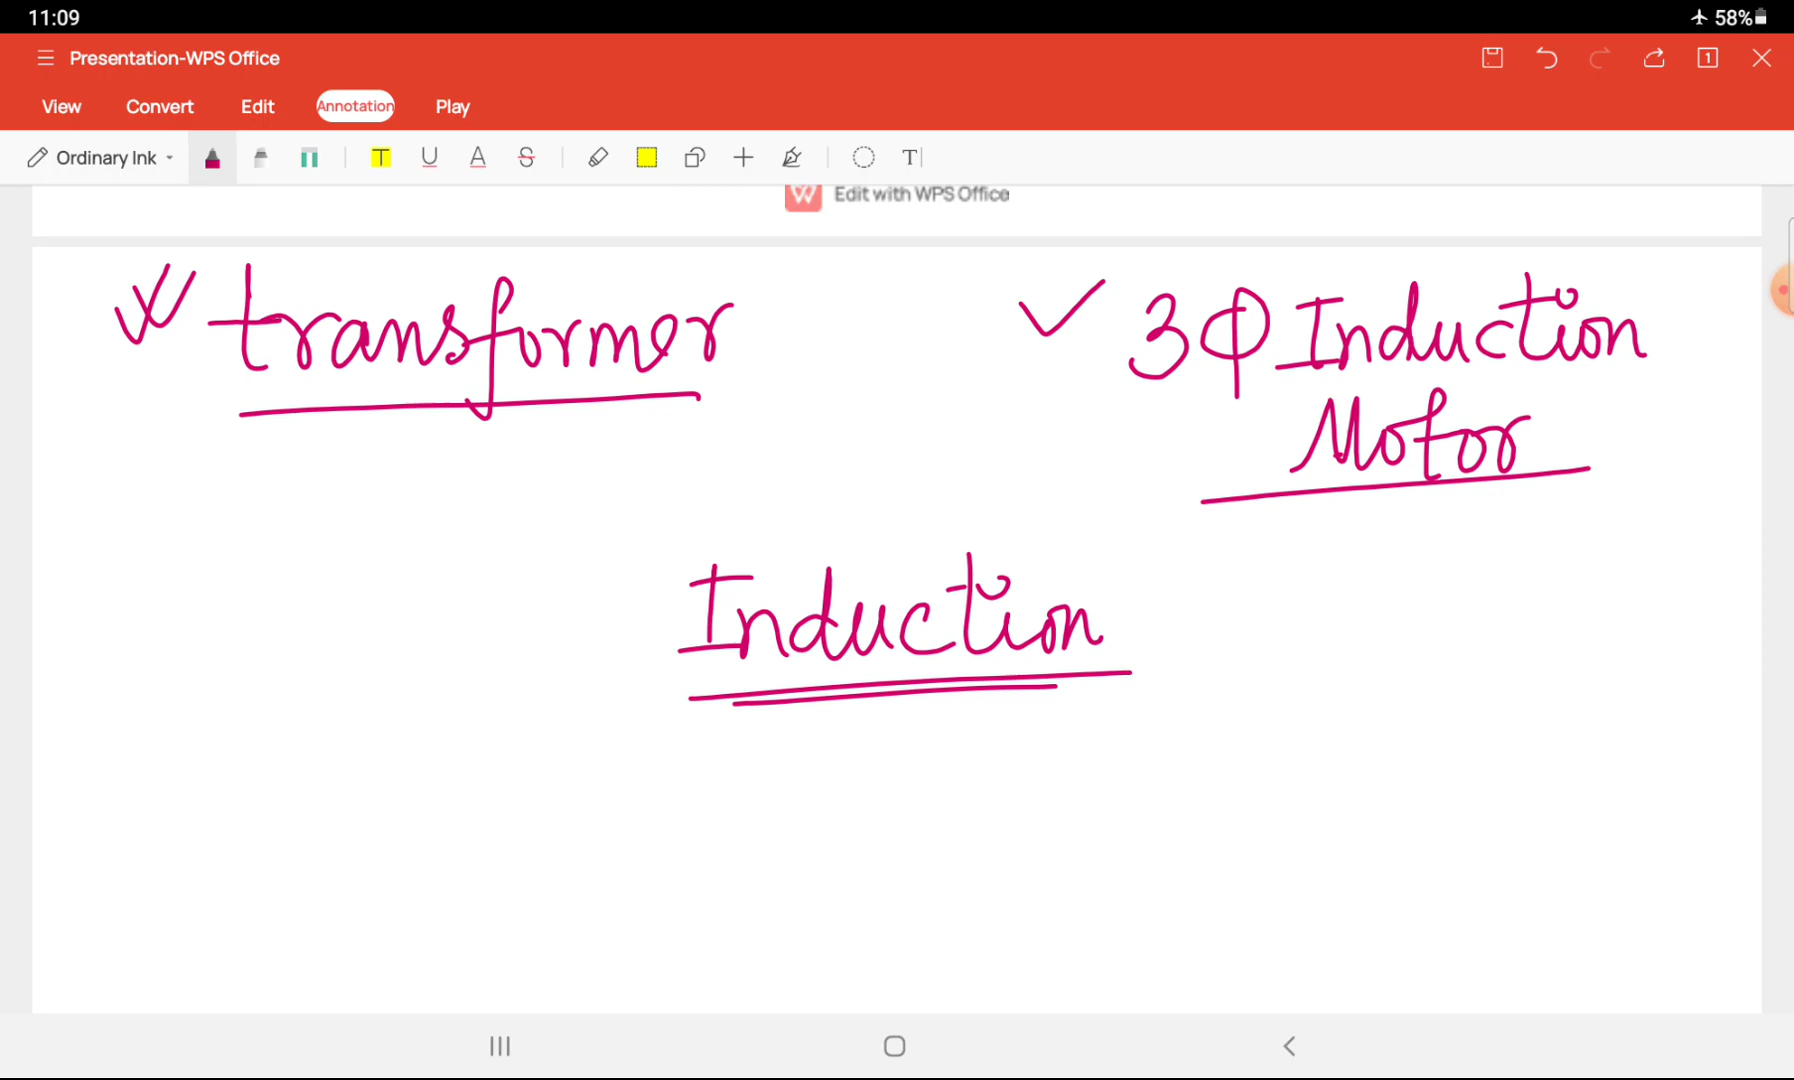 11:09
58%
Presentation-WPS Office
1
View Convert Edit Annotation Play
Ordinary Ink T U A S T
Edit with WPS Office
transformer
3Φ Induction
Motor
Induction